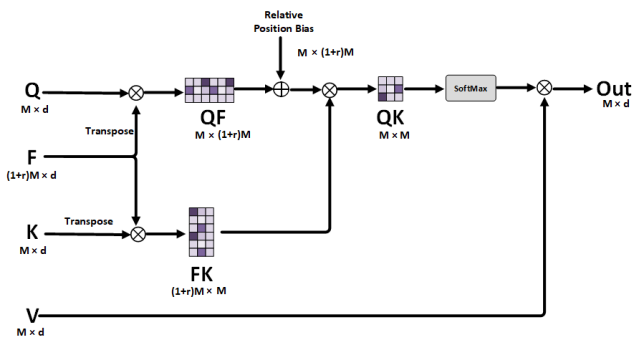 Relative
Position Bias
M × (1+r)M
Q
M × d
QF
M × (1+r)M
QK
M × M
SoftMax
Out
M × d
Transpose
F
(1+r)M × d
Transpose
K
M × d
FK
(1+r)M × M
V
M × d